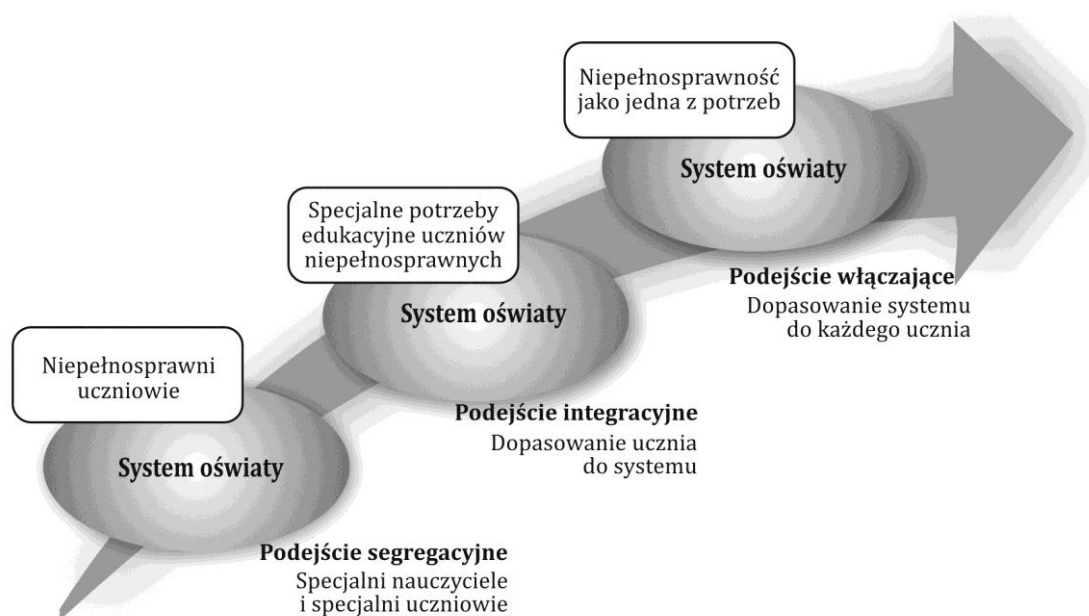 Niepełnosprawność
jako jedna z potrzeb
System oświaty
Podejście włączające
Dopasowanie systemu
do każdego ucznia
Specjalne potrzeby
edukacyjne uczniów
niepełnosprawnych
System oświaty
Podejście integracyjne
Dopasowanie ucznia
do systemu
Niepełnosprawni
uczniowie
System oświaty
Podejście segregacyjne
Specjalni nauczyciele
i specjalni uczniowie